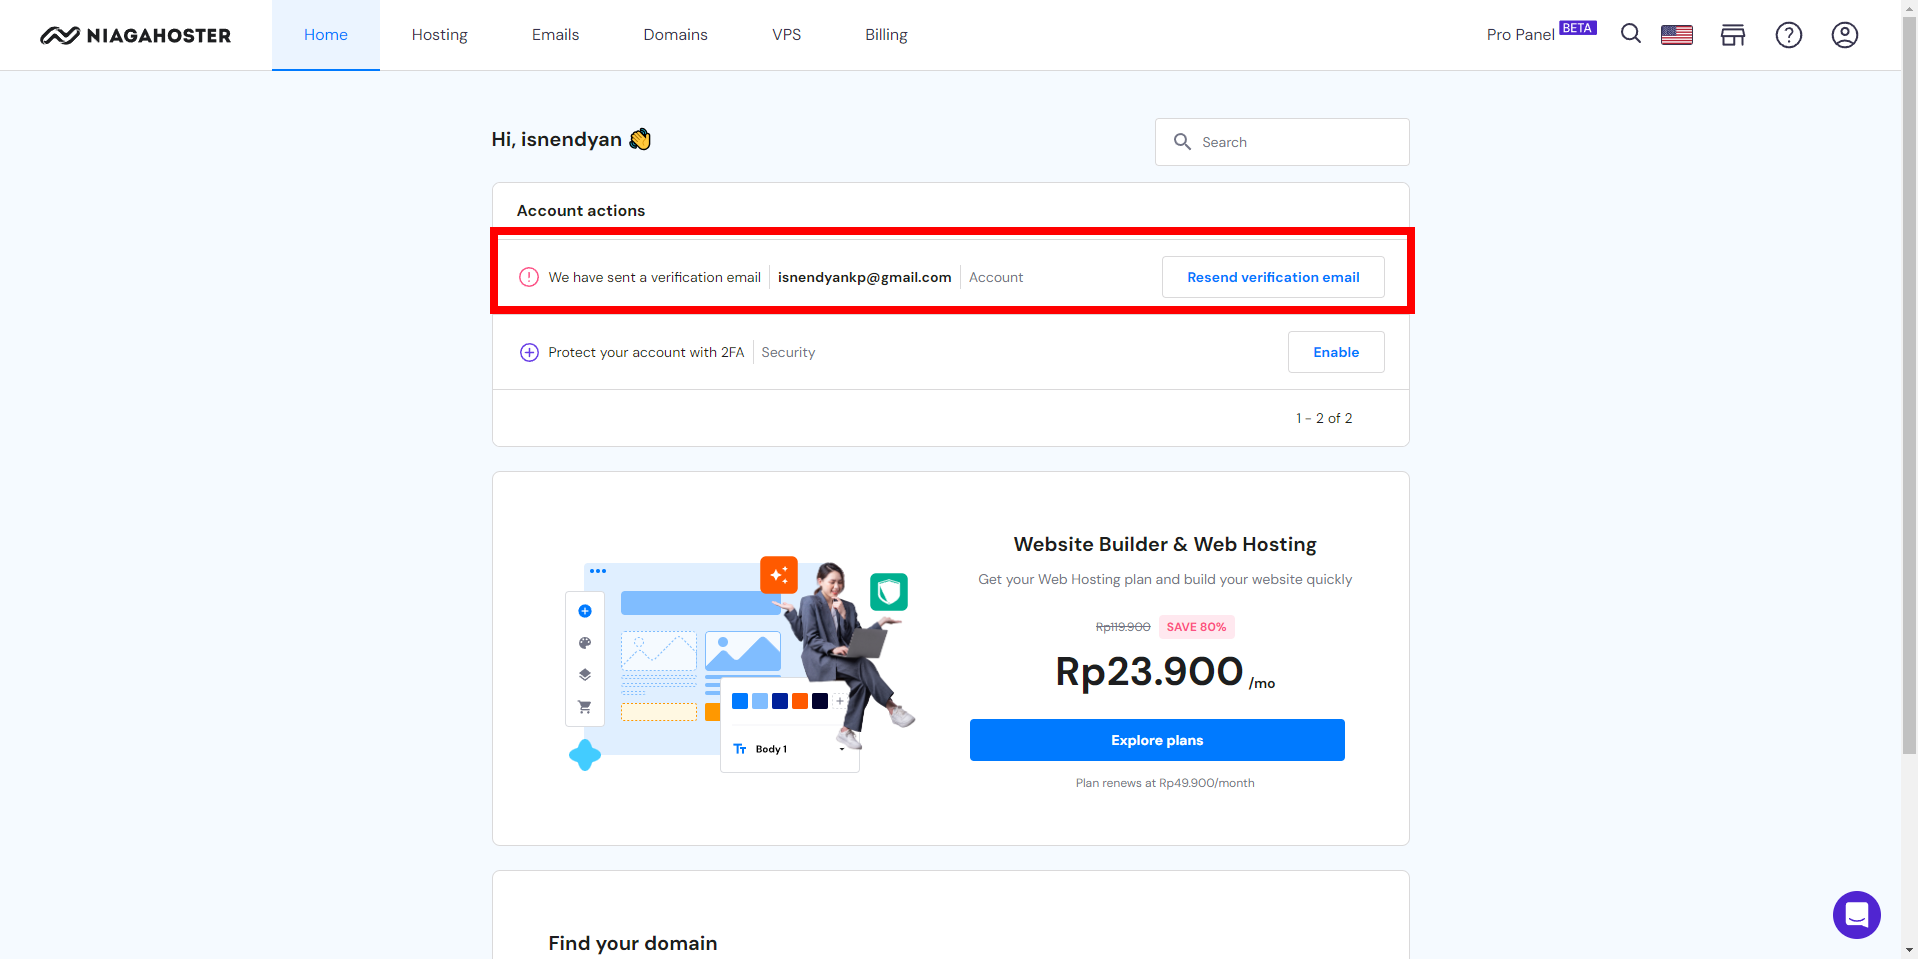 NIAGAHOSTER
Home
Hosting
Emails
Domains
VPS
Billing
Pro Panel BETA
Hi, isnendyan 👏
Search
Account actions
We have sent a verification email isnendyankp@gmail.com Account
Resend verification email
Protect your account with 2FA Security
Enable
1 - 2 of 2
Website Builder & Web Hosting
Get your Web Hosting plan and build your website quickly
Rp119.900 SAVE 80%
Rp23.900 /mo
Explore plans
Plan renews at Rp49.900/month
Tт Body 1
Find your domain